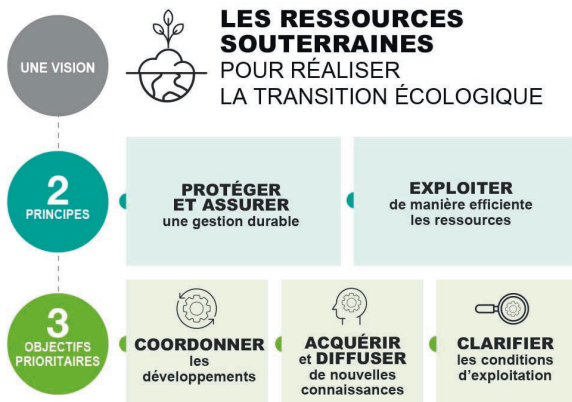 UNE VISION
LES RESSOURCES
SOUTERRAINES
POUR RÉALISER
LA TRANSITION ÉCOLOGIQUE
2
PRINCIPES
PROTÉGER
ET ASSURER
une gestion durable
EXPLOITER
de manière efficiente
les ressources
3
OBJECTIFS
PRIORITAIRES
COORDONNER
les
développements
ACQUÉRIR
et DIFFUSER
de nouvelles
connaissances
CLARIFIER
les conditions
d'exploitation